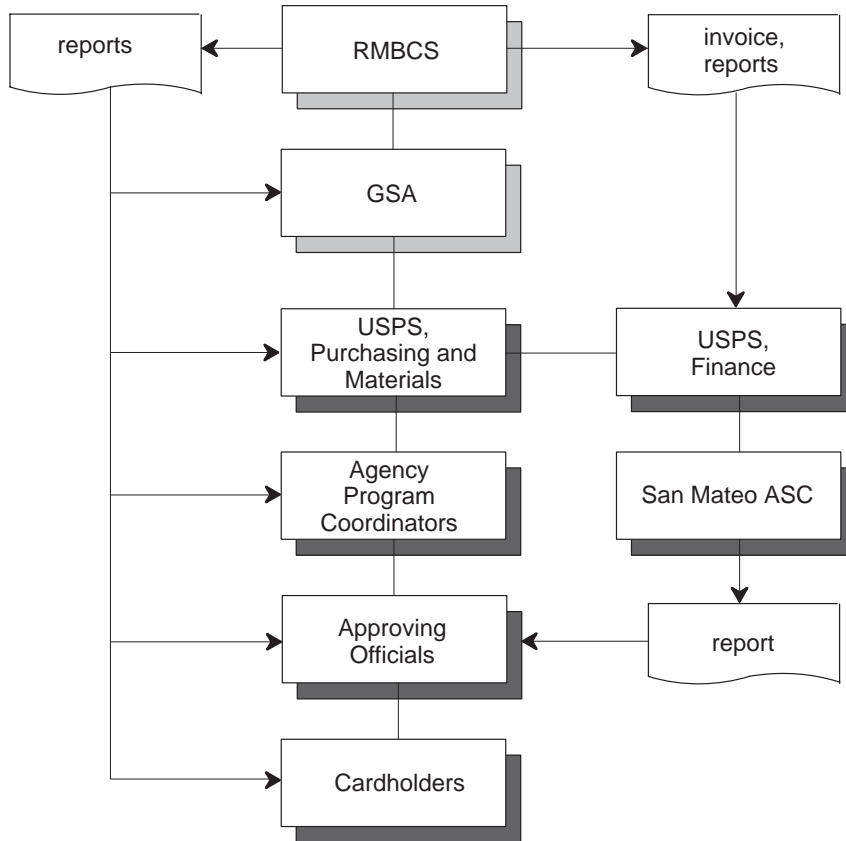 reports
RMBCS
invoice,
reports
GSA
USPS,
Purchasing and
Materials
USPS,
Finance
Agency
Program
Coordinators
San Mateo ASC
Approving
Officials
report
Cardholders